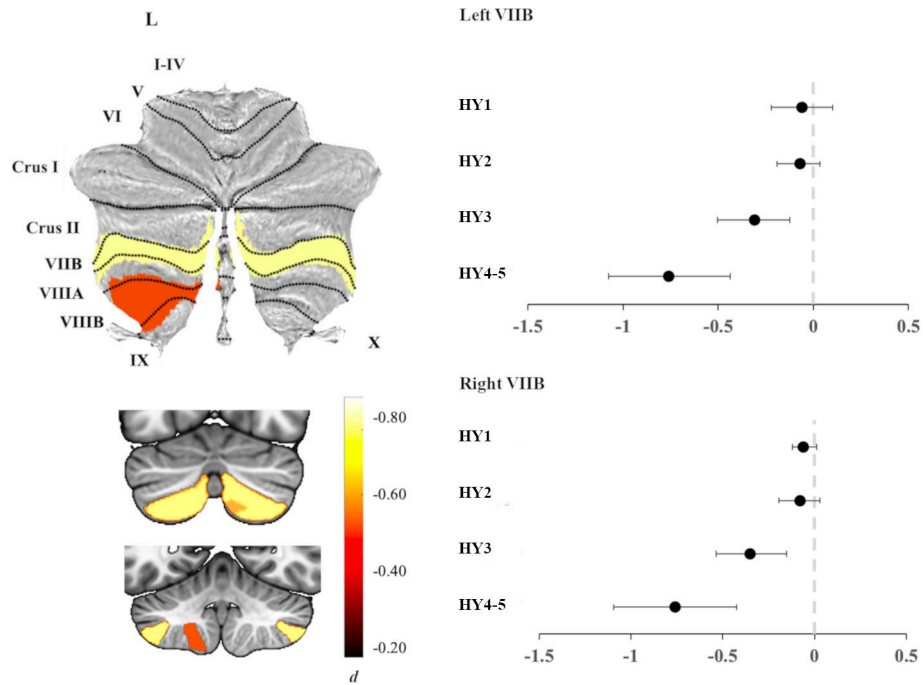 L
I-IV
V
VI
Crus I
Crus II
VIIB
VIIIA
VIIIB
IX
X
-0.80
-0.60
-0.40
-0.20
d
Left VIIB
HY1
HY2
HY3
HY4-5
-1.5 -1 -0.5 0 0.5
Right VIIB
HY1
HY2
HY3
HY4-5
-1.5 -1 -0.5 0 0.5